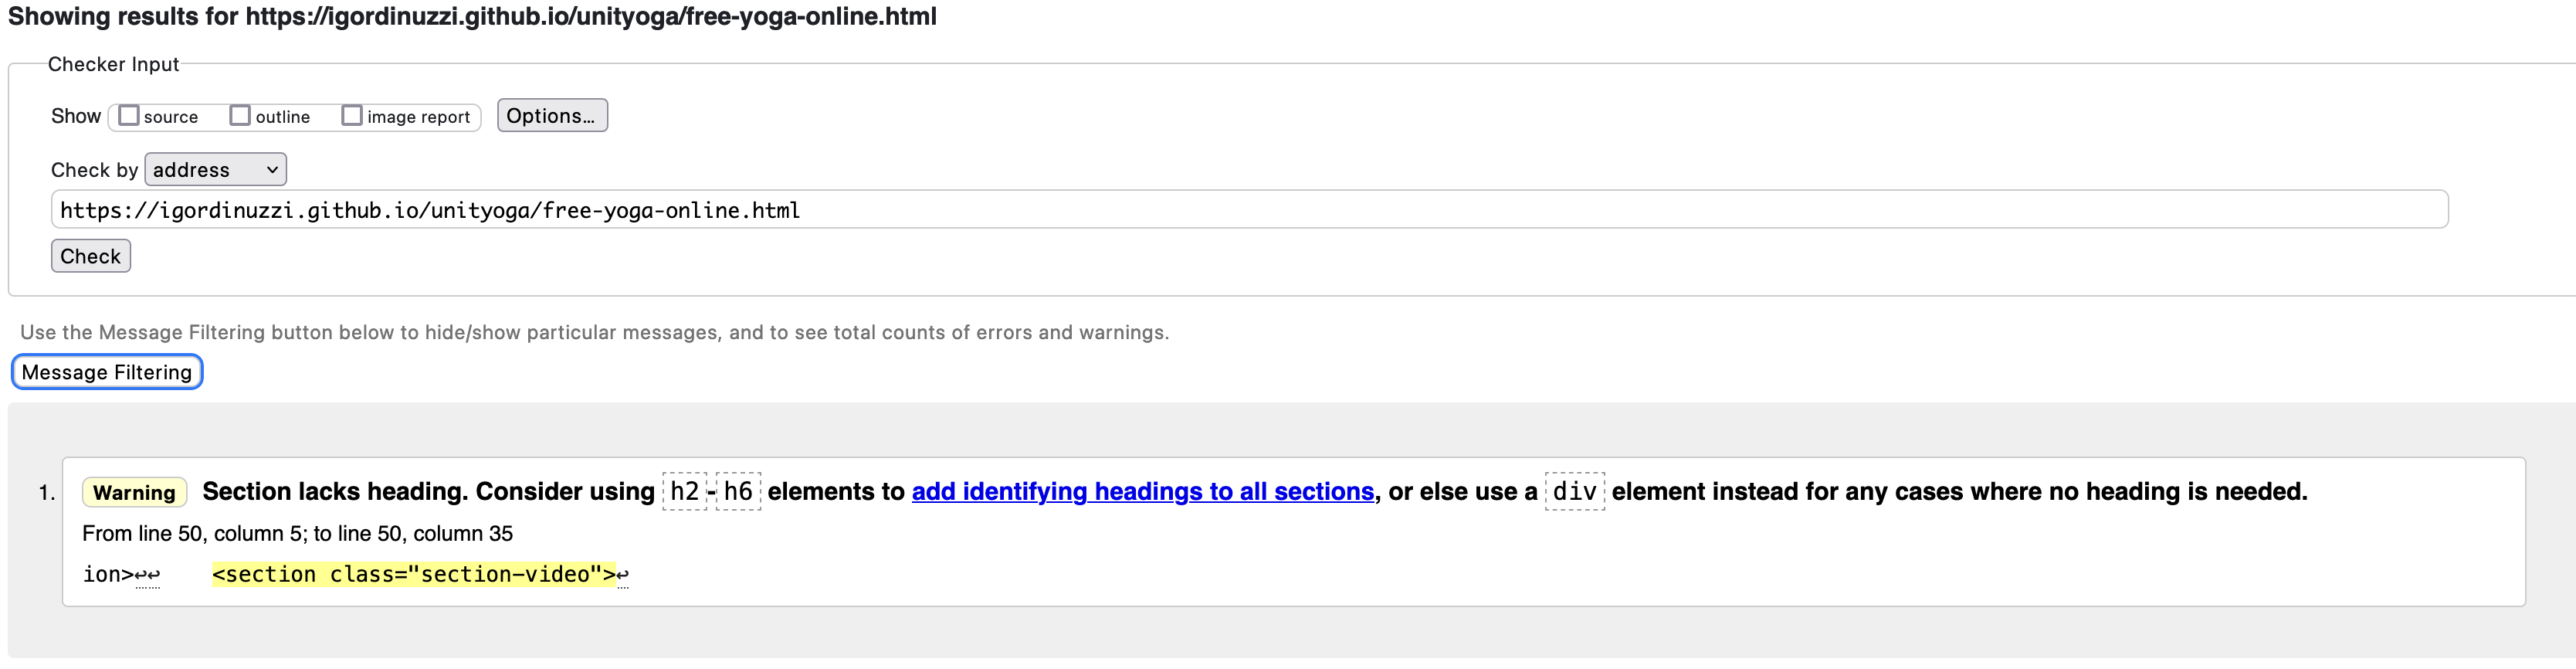 Showing results for https://igordinuzzi.github.io/unityoga/free-yoga-online.html
Checker Input
Show source outline image report Options...
Check by address
https://igordinuzzi.github.io/unityoga/free-yoga-online.html
Check
Use the Message Filtering button below to hide/show particular messages, and to see total counts of errors and warnings.
Message Filtering
1. Warning Section lacks heading. Consider using h2-h6 elements to add identifying headings to all sections, or else use a div element instead for any cases where no heading is needed.
From line 50, column 5; to line 50, column 35
ion>↩↩ <section class="section-video">↩